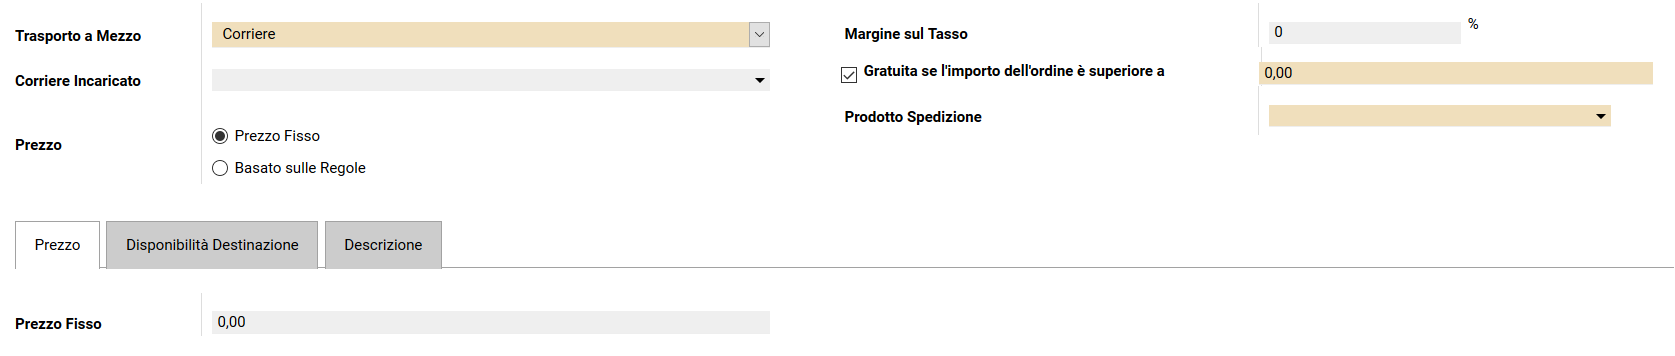 Trasporto a Mezzo
Corriere
Corriere Incaricato
Prezzo
Prezzo Fisso
Basato sulle Regole
Margine sul Tasso
0
%
Gratuita se l'importo dell'ordine è superiore a
0,00
Prodotto Spedizione
Prezzo
Disponibilità Destinazione
Descrizione
Prezzo Fisso
0,00